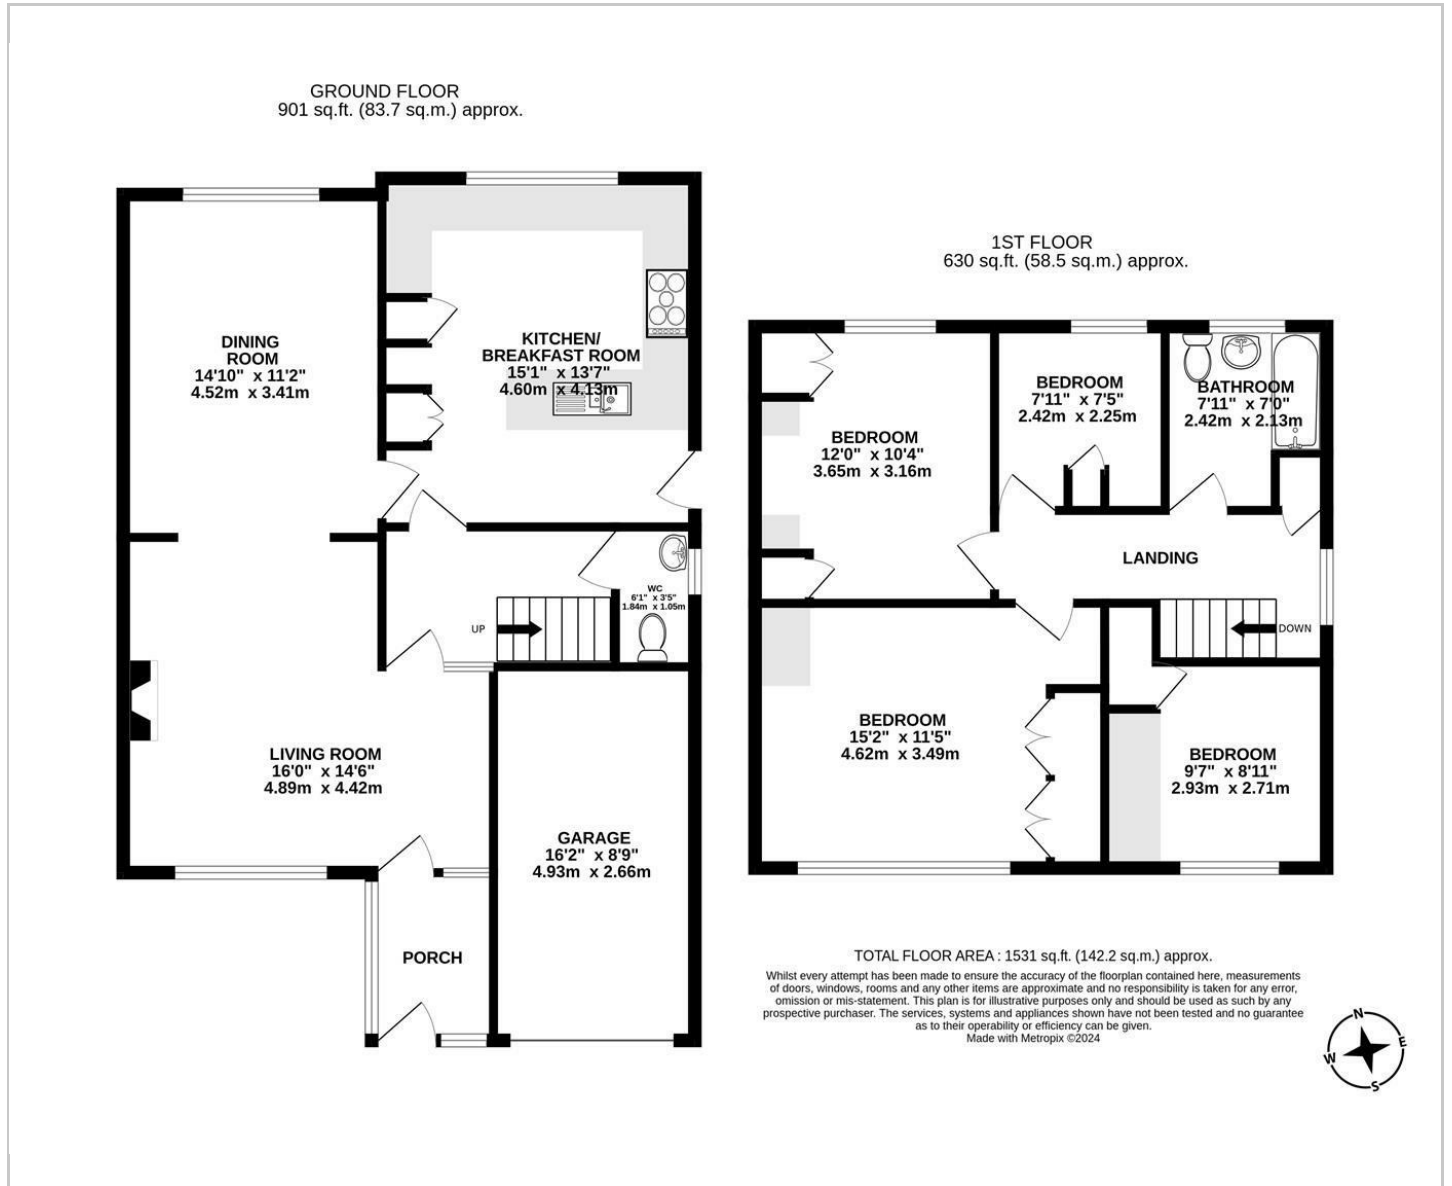 GROUND FLOOR
901 sq.ft. (83.7 sq.m.) approx.
DINING
ROOM
14'10" x 11'2"
4.52m x 3.41m
KITCHEN/
BREAKFAST ROOM
15'1" x 13'7"
4.60m x 4.13m
WC
6'1" x 3'5"
1.84m x 1.05m
UP
LIVING ROOM
16'0" x 14'6"
4.89m x 4.42m
GARAGE
16'2" x 8'9"
4.93m x 2.66m
PORCH
1ST FLOOR
630 sq.ft. (58.5 sq.m.) approx.
BEDROOM
12'0" x 10'4"
3.65m x 3.16m
BEDROOM
7'11" x 7'5"
2.42m x 2.25m
BATHROOM
7'11" x 7'0"
2.42m x 2.13m
LANDING
DOWN
BEDROOM
15'2" x 11'5"
4.62m x 3.49m
BEDROOM
9'7" x 8'11"
2.93m x 2.71m
TOTAL FLOOR AREA : 1531 sq.ft. (142.2 sq.m.) approx.
Whilst every attempt has been made to ensure the accuracy of the floorplan contained here, measurements
of doors, windows, rooms and any other items are approximate and no responsibility is taken for any error,
omission or mis-statement. This plan is for illustrative purposes only and should be used as such by any
prospective purchaser. The services, systems and appliances shown have not been tested and no guarantee
as to their operability or efficiency can be given.
Made with Metropix ©2024
N
E
S
W